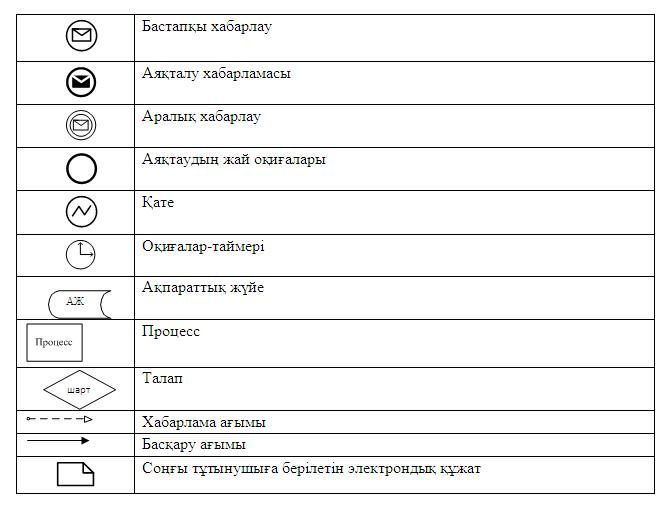 Бастапқы хабарлау
Аяқталу хабарламасы
Аралық хабарлау
Аяқтаудың жай оқиғалары
Қате
Оқиғалар-таймері
АЖ
Ақпараттық жүйе
Процесс
Процесс
шарт
Талап
Хабарлама ағымы
Басқару ағымы
Соңғы тұтынушыға берілетін электрондық құжат